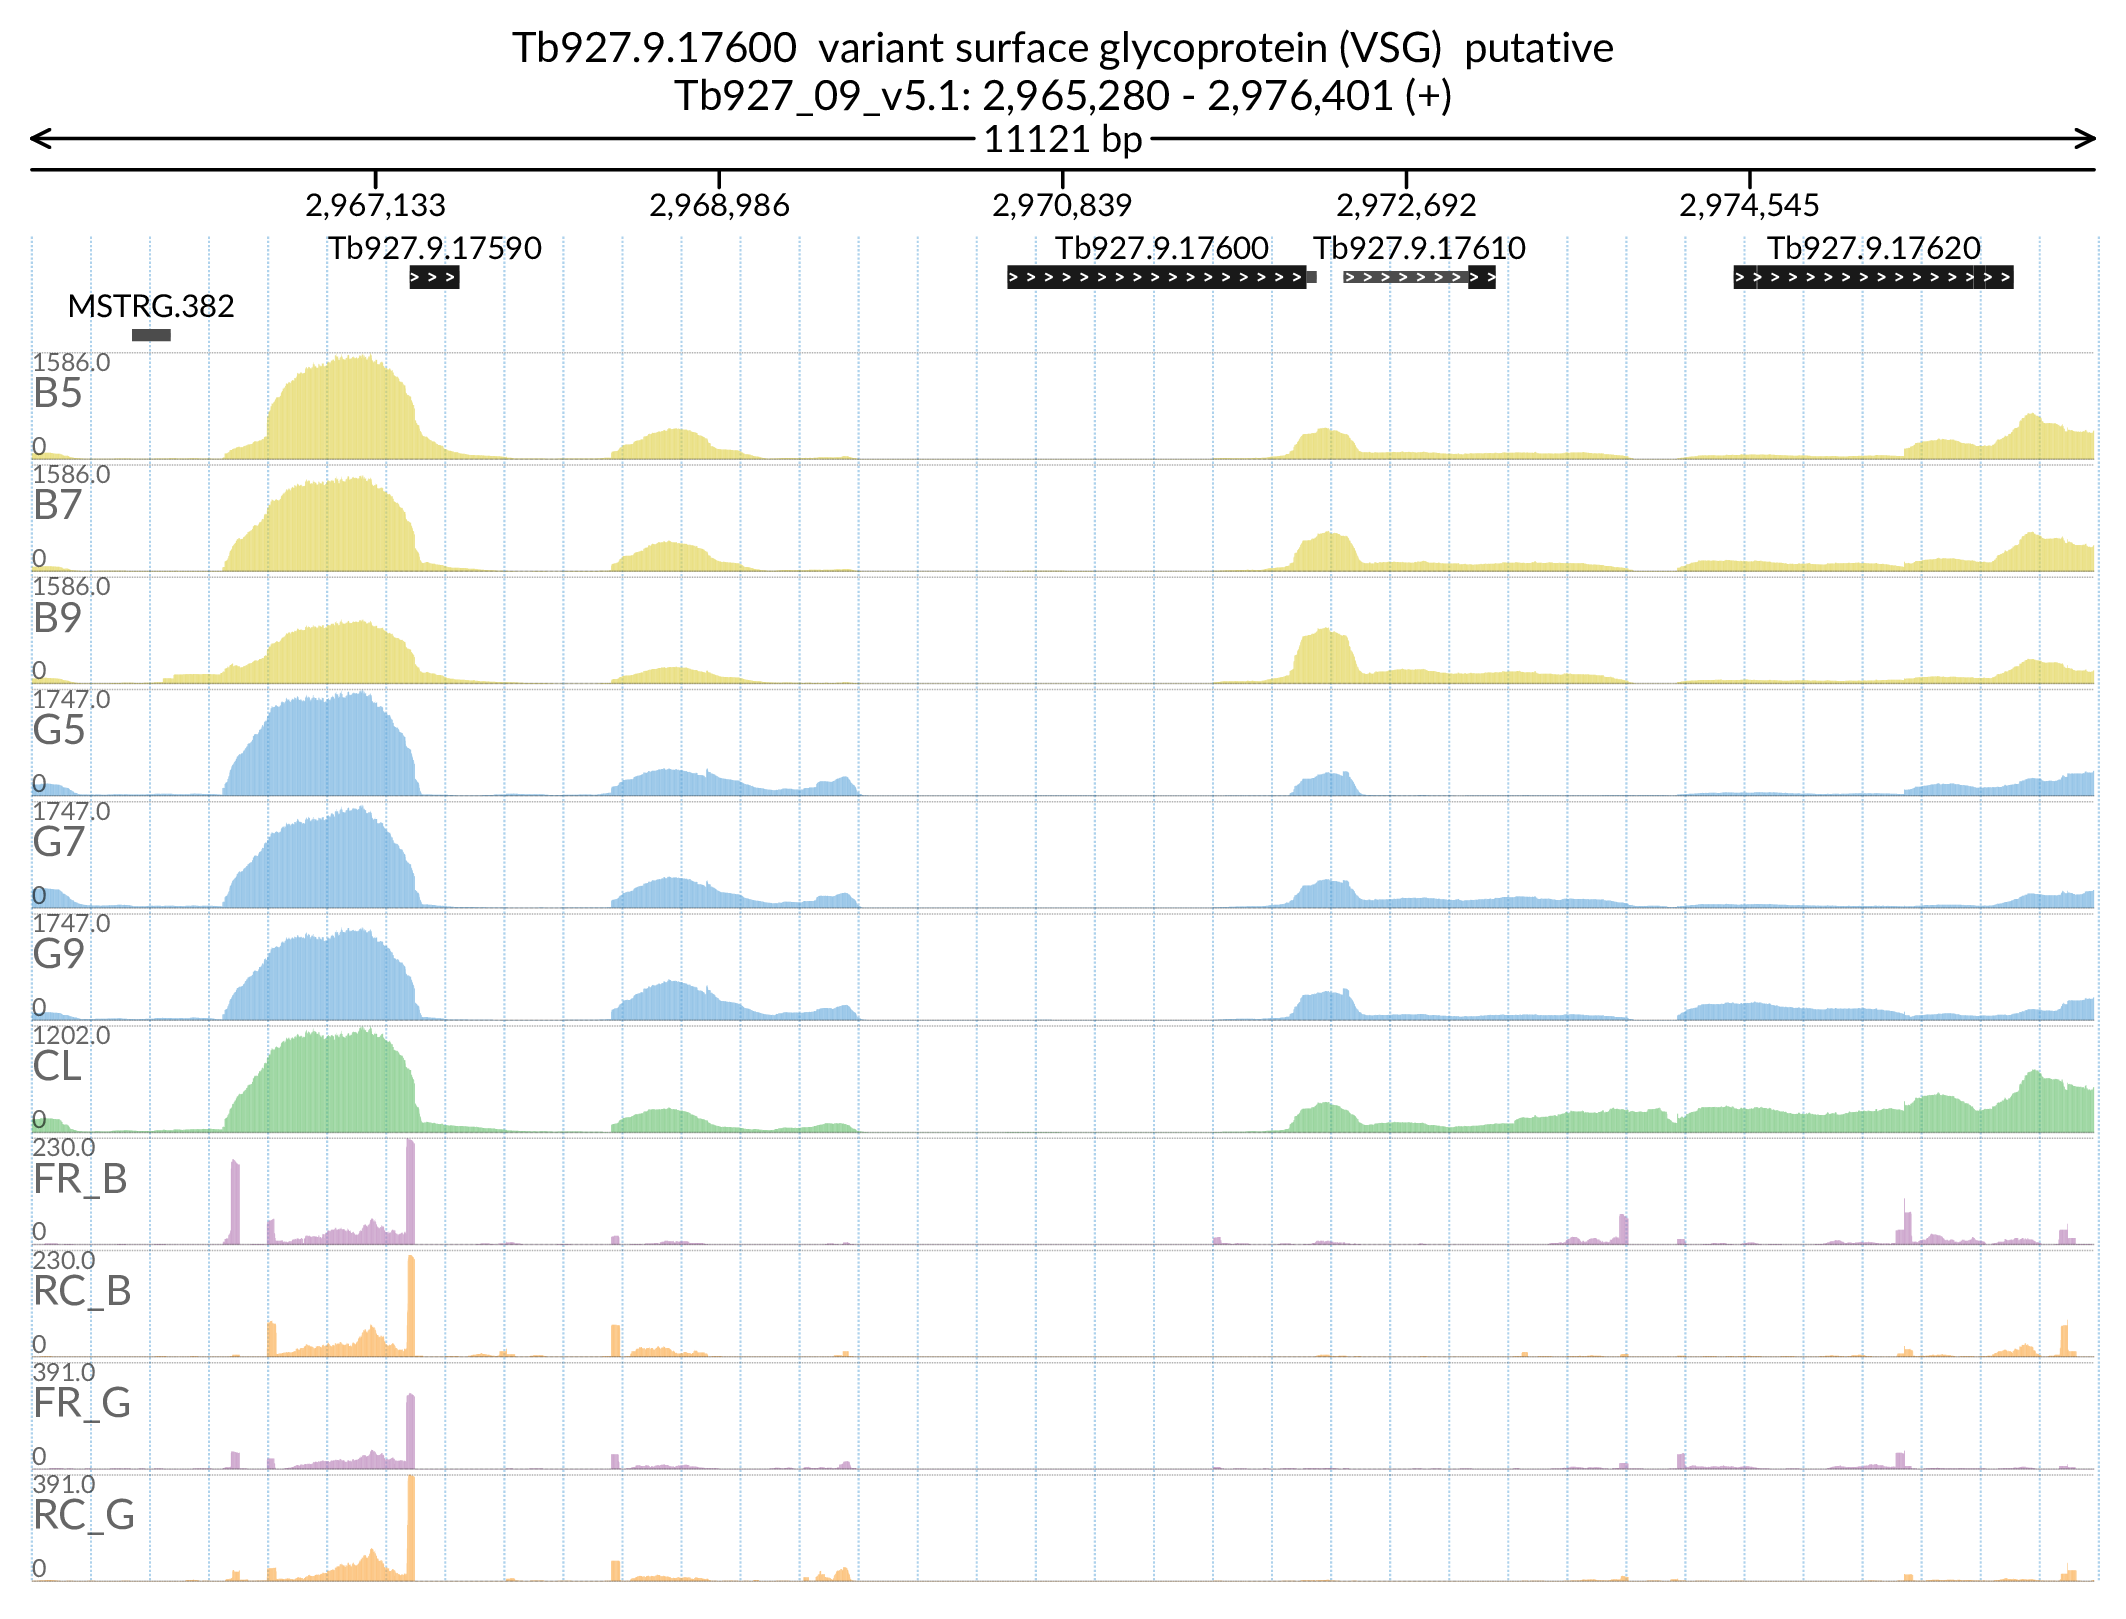 Tb927.9.17600 variant surface glycoprotein (VSG) putative
Tb927_09_v5.1: 2,965,280 - 2,976,401 (+)
11121 bp
2,967,133 2,968,986 2,970,839 2,972,692 2,974,545
Tb927.9.17590 Tb927.9.17600 Tb927.9.17610 Tb927.9.17620
MSTRG.382
1586.0
B5
0
1586.0
B7
0
1586.0
B9
0
1747.0
G5
0
1747.0
G7
0
1747.0
G9
0
1202.0
CL
0
230.0
FR_B
0
230.0
RC_B
0
391.0
FR_G
0
391.0
RC_G
0